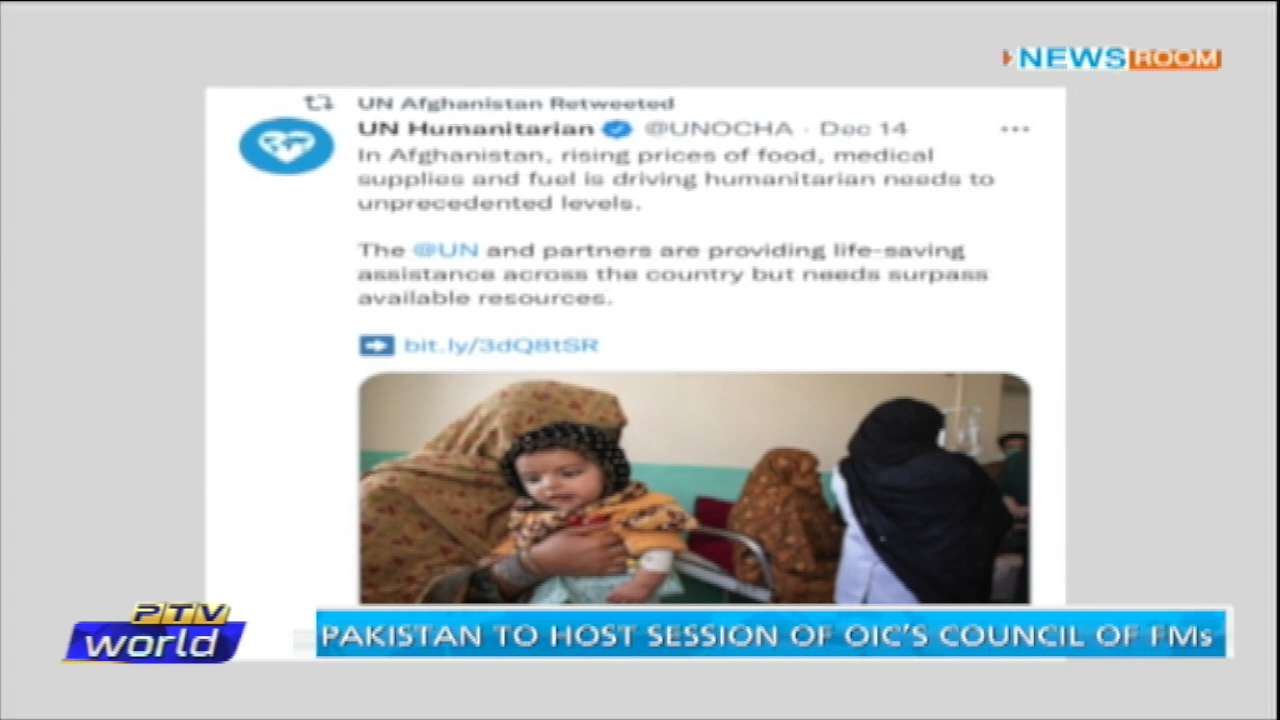 NEWSROOM
UN Afghanistan Retweeted
UN Humanitarian @UNOCHA · Dec 14
In Afghanistan, rising prices of food, medical
supplies and fuel is driving humanitarian needs to
unprecedented levels.
The @UN and partners are providing life-saving
assistance across the country but needs surpass
available resources.
bit.ly/3dQ8tSR
PTV
world
PAKISTAN TO HOST SESSION OF OIC'S COUNCIL OF FMs